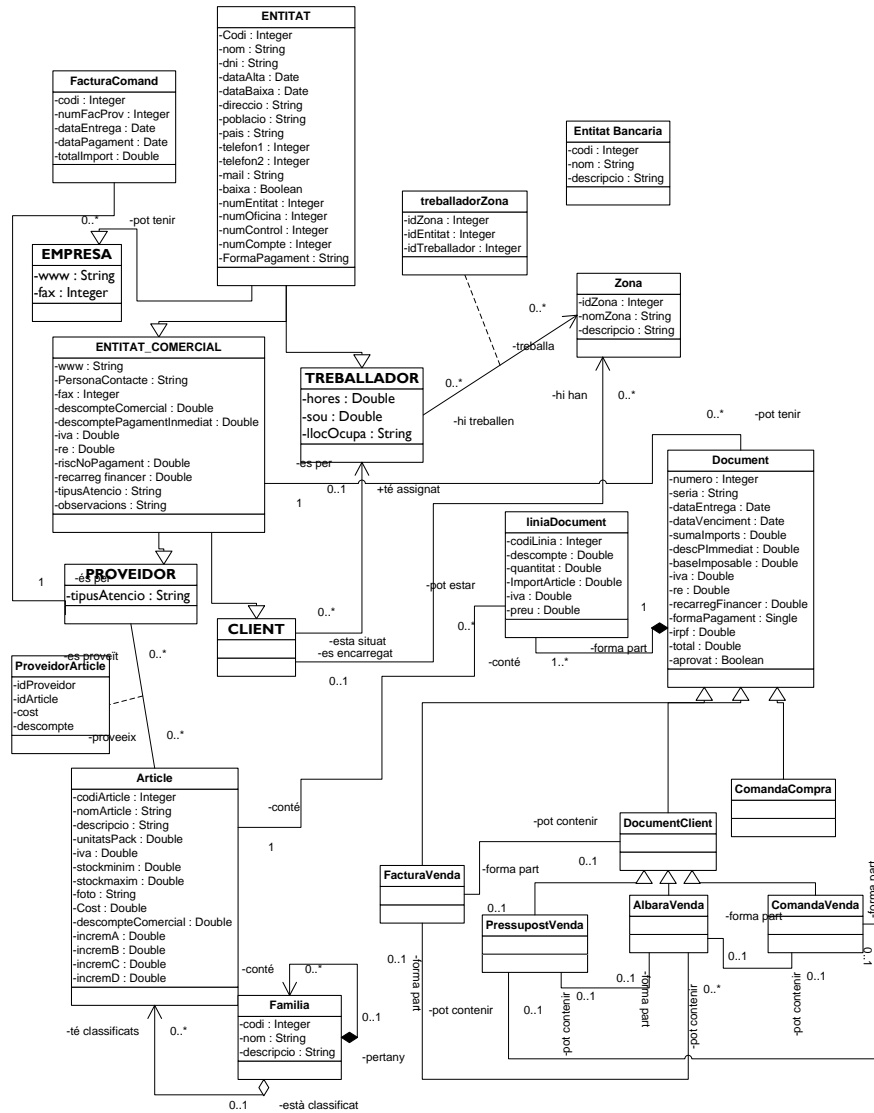 ENTITAT
-Codi : Integer
-nom : String
-dni : String
-dataAlta : Date
-dataBaixa : Date
-direccio : String
-poblacio : String
-pais : String
-telefon1 : Integer
-telefon2 : Integer
-mail : String
-baixa : Boolean
-numEntitat : Integer
-numOficina : Integer
-numControl : Integer
-numCompte : Integer
-FormaPagament : String
FacturaComand
-codi : Integer
-numFacProv : Integer
-dataEntrega : Date
-dataPagament : Date
-totalImport : Double
Entitat Bancaria
-codi : Integer
-nom : String
-descripcio : String
treballadorZona
-idZona : Integer
-idEntitat : Integer
-idTreballador : Integer
0..*
-pot tenir
EMPRESA
-www : String
-fax : Integer
Zona
-idZona : Integer
-nomZona : String
-descripcio : String
0..*
-treballa
ENTITAT_COMERCIAL
-www : String
-PersonaContacte : String
-fax : Integer
-descompteComercial : Double
-descomptePagamentInmediat : Double
-iva : Double
-re : Double
-riscNoPagament : Double
-recarreg financer : Double
-tipusAtencio : String
-observacions : String
TREBALLADOR
-hores : Double
-sou : Double
-llocOcupa : String
0..*
-hi treballen
-hi han
0..*
0..*
-pot tenir
-es per
0..1
+té assignat
1
Document
-numero : Integer
-seria : String
-dataEntrega : Date
-dataVenciment : Date
-sumaImports : Double
-descPImmediat : Double
-baseImposable : Double
-iva : Double
-re : Double
-recarregFinancer : Double
-formaPagament : Single
-irpf : Double
-total : Double
-aprovat : Boolean
liniaDocument
-codiLinia : Integer
-descompte : Double
-quantitat : Double
-ImportArticle : Double
-iva : Double
-preu : Double
PROVEIDOR
-tipusAtencio : String
1
-és per
-pot estar
0..*
CLIENT
0..*
-esta situat
-es encarregat
0..1
1
-forma part
1..*
-conté
ProveidorArticle
-idProveidor
-idArticle
-cost
-descompte
-es proveït
0..*
-proveeix
0..*
Article
-codiArticle : Integer
-nomArticle : String
-descripcio : String
-unitatsPack : Double
-iva : Double
-stockminim : Double
-stockmaxim : Double
-foto : String
-Cost : Double
-descompteComercial : Double
-incremA : Double
-incremB : Double
-incremC : Double
-incremD : Double
-conté
1
ComandaCompra
DocumentClient
-pot contenir
0..1
-forma part
0..1
FacturaVenda
PressupostVenda
AlbaraVenda
ComandaVenda
-forma part
-forma part
0..1
0..1
-forma part
-pot contenir
0..1
0..1
-pot contenir
0..1
-forma part
0..*
-pot contenir
0..1
0..1
-pot contenir
-pot contenir
-conté
0..*
Familia
-codi : Integer
-nom : String
-descripcio : String
0..1
-pertany
-té classificats
0..*
0..1
-està classificat